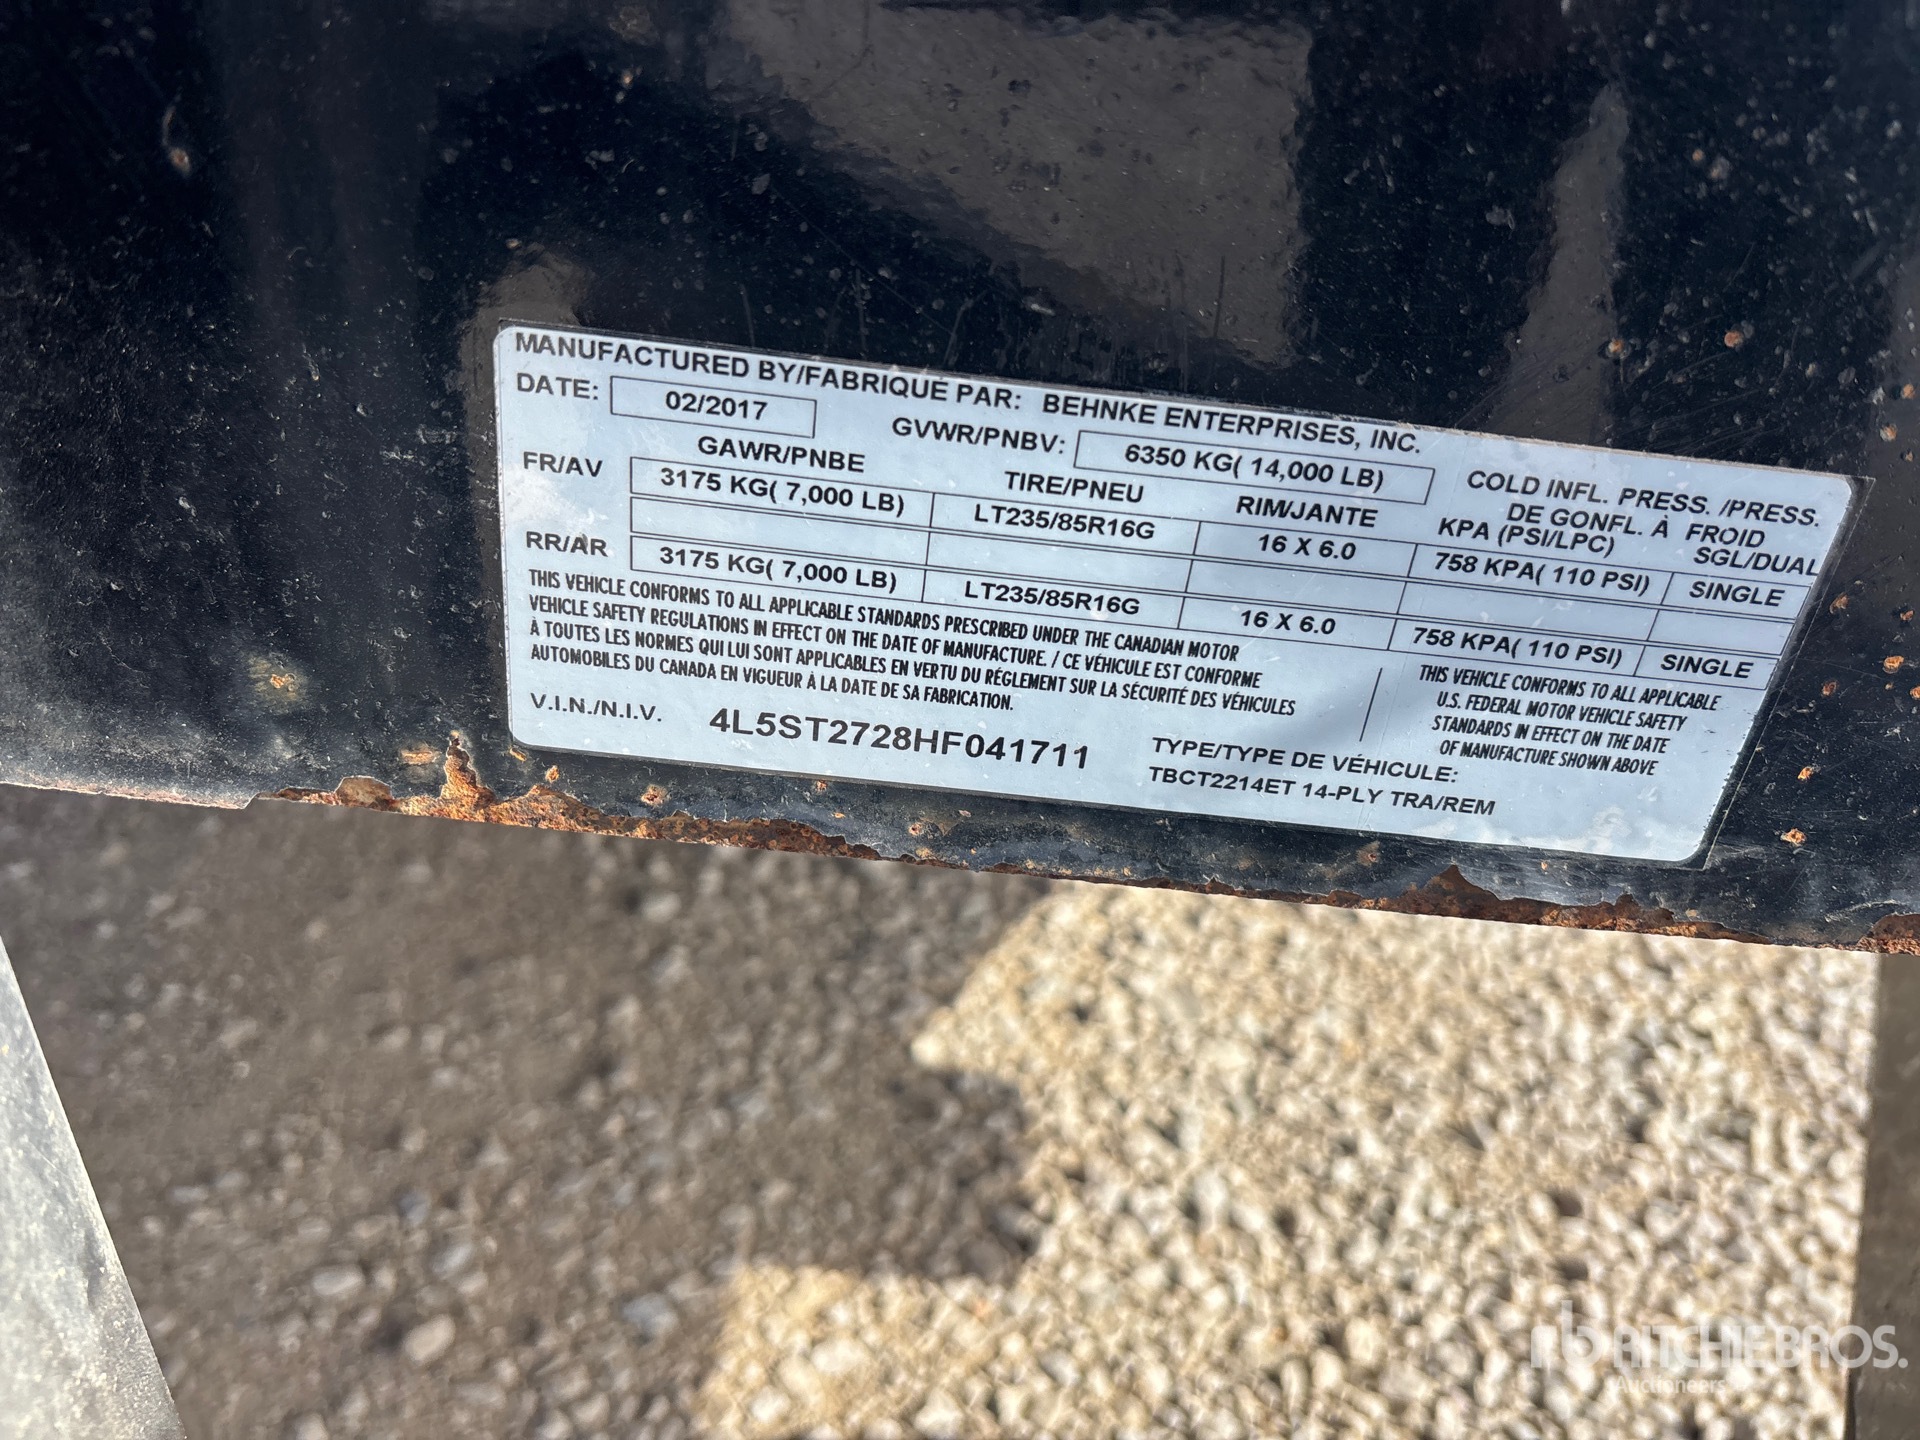 MANUFACTURED BY/FABRIQUÉ PAR: BEHNKE ENTERPRISES, INC.
DATE: 02/2017 GVWR/PNBV: 6350 KG( 14,000 LB)
GAWR/PNBE TIRE/PNEU RIM/JANTE COLD INFL. PRESS. /PRESS.
DE GONFL. À FROID
KPA (PSI/LPC) SGL/DUAL
FR/AV 3175 KG( 7,000 LB) LT235/85R16G 16 X 6.0 758 KPA( 110 PSI) SINGLE
RR/AR 3175 KG( 7,000 LB) LT235/85R16G 16 X 6.0 758 KPA( 110 PSI) SINGLE
THIS VEHICLE CONFORMS TO ALL APPLICABLE STANDARDS PRESCRIBED UNDER THE CANADIAN MOTOR
VEHICLE SAFETY REGULATIONS IN EFFECT ON THE DATE OF MANUFACTURE. / CE VÉHICULE EST CONFORME
À TOUTES LES NORMES QUI LUI SONT APPLICABLES EN VERTU DU RÉGLEMENT SUR LA SÉCURITÉ DES VÉHICULES
AUTOMOBILES DU CANADA EN VIGUEUR À LA DATE DE SA FABRICATION.
THIS VEHICLE CONFORMS TO ALL APPLICABLE
U.S. FEDERAL MOTOR VEHICLE SAFETY
STANDARDS IN EFFECT ON THE DATE
OF MANUFACTURE SHOWN ABOVE
V.I.N./N.I.V. 4L5ST2728HF041711 TYPE/TYPE DE VÉHICULE:
TBCT2214ET 14-PLY TRA/REM
rb RITCHIE BROS.
Auctioneers